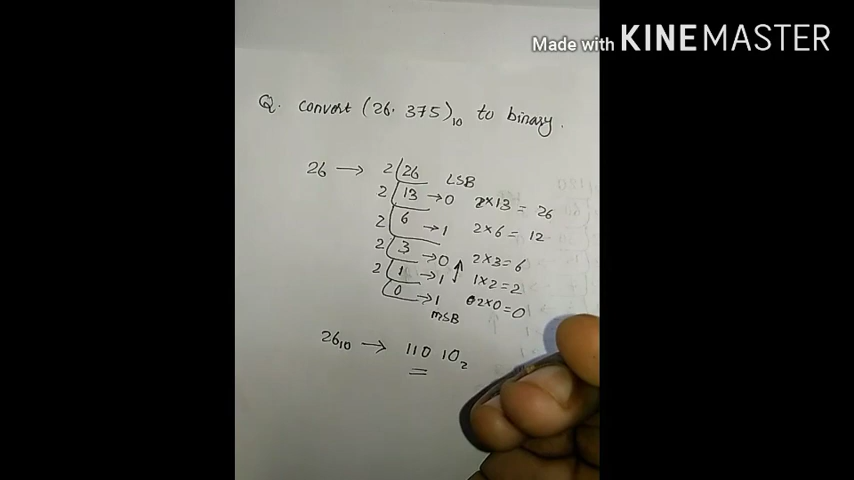 Made with KINEMASTER
Q. convert (26.375)₁₀ to binary.
26 → 2 26 LSB
2 13 → 0 2×13 = 26
2 6 → 1 2×6 = 12
2 3 → 0 2×3 = 6
2 1 → 1 1×2 = 2
0 → 1 2×0 = 0
MSB
26₁₀ → 110 10₂